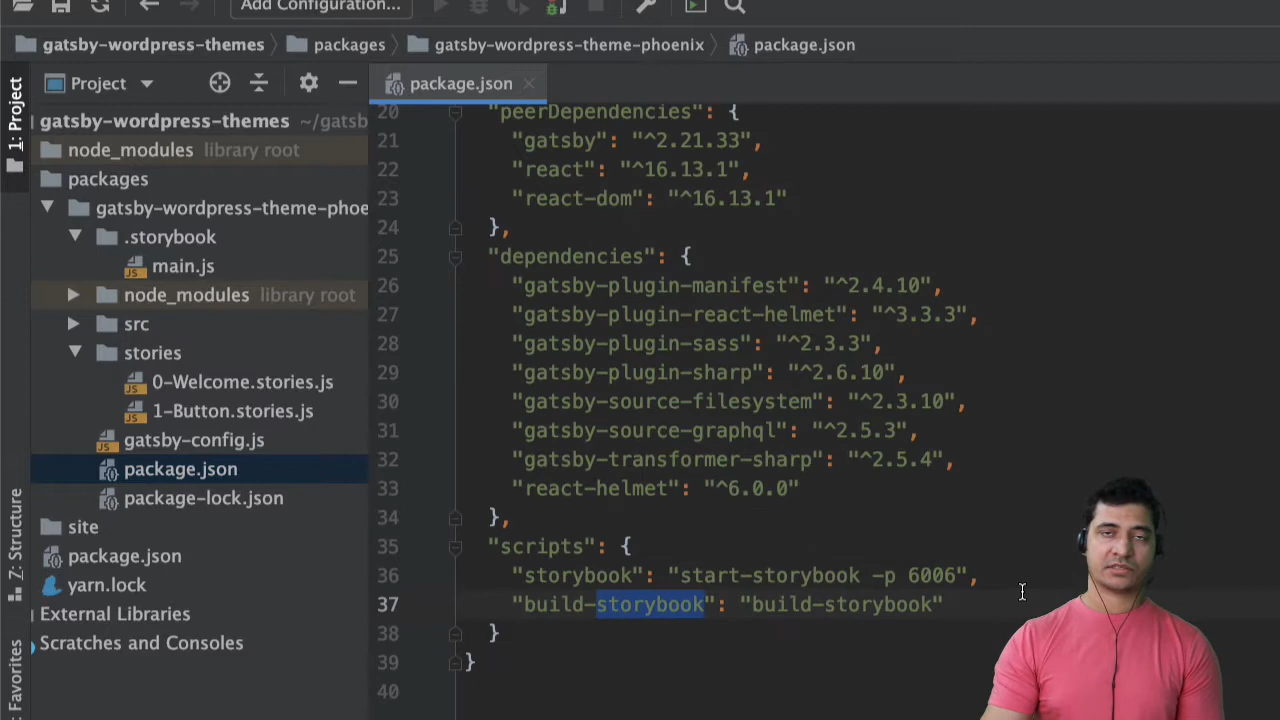 Add Configuration...
gatsby-wordpress-themes packages gatsby-wordpress-theme-phoenix package.json
1: Project
Project
package.json
gatsby-wordpress-themes ~/gatsb
node_modules library root
packages
gatsby-wordpress-theme-phoe
.storybook
main.js
node_modules library root
src
stories
0-Welcome.stories.js
1-Button.stories.js
gatsby-config.js
package.json
package-lock.json
site
package.json
yarn.lock
External Libraries
Scratches and Consoles
7: Structure
Favorites
20 "peerDependencies": {
21 "gatsby": "^2.21.33",
22 "react": "^16.13.1",
23 "react-dom": "^16.13.1"
24 },
25 "dependencies": {
26 "gatsby-plugin-manifest": "^2.4.10",
27 "gatsby-plugin-react-helmet": "^3.3.3",
28 "gatsby-plugin-sass": "^2.3.3",
29 "gatsby-plugin-sharp": "^2.6.10",
30 "gatsby-source-filesystem": "^2.3.10",
31 "gatsby-source-graphql": "^2.5.3",
32 "gatsby-transformer-sharp": "^2.5.4",
33 "react-helmet": "^6.0.0"
34 },
35 "scripts": {
36 "storybook": "start-storybook -p 6006",
37 "build-storybook": "build-storybook"
38 }
39 }
40